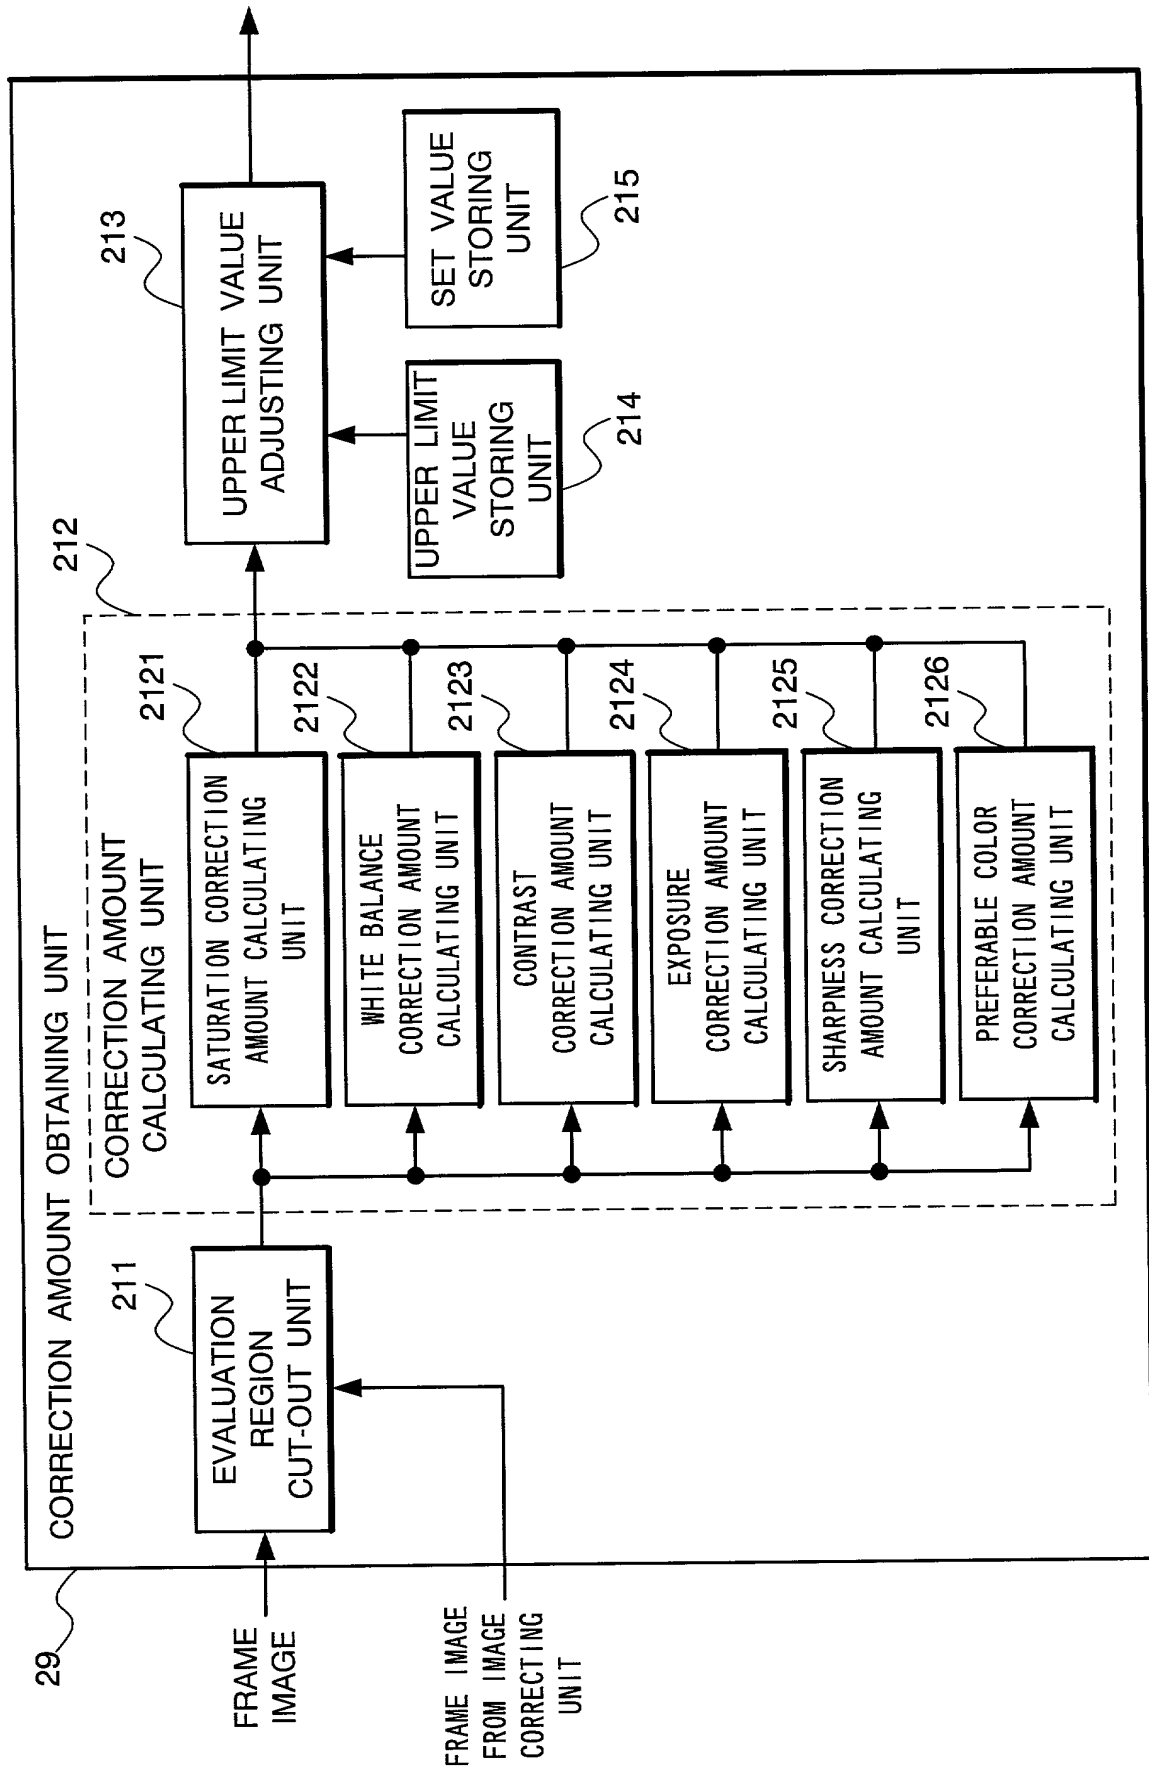 CORRECTION AMOUNT OBTAINING UNIT
29
FRAME
IMAGE
FRAME IMAGE
FROM IMAGE
CORRECTING
UNIT
211
EVALUATION
REGION
CUT-OUT UNIT
212
CORRECTION AMOUNT
CALCULATING UNIT
2121
SATURATION CORRECTION
AMOUNT CALCULATING
UNIT
2122
WHITE BALANCE
CORRECTION AMOUNT
CALCULATING UNIT
2123
CONTRAST
CORRECTION AMOUNT
CALCULATING UNIT
2124
EXPOSURE
CORRECTION AMOUNT
CALCULATING UNIT
2125
SHARPNESS CORRECTION
AMOUNT CALCULATING
UNIT
2126
PREFERABLE COLOR
CORRECTION AMOUNT
CALCULATING UNIT
213
UPPER LIMIT VALUE
ADJUSTING UNIT
UPPER LIMIT
VALUE
STORING
UNIT
214
SET VALUE
STORING
UNIT
215